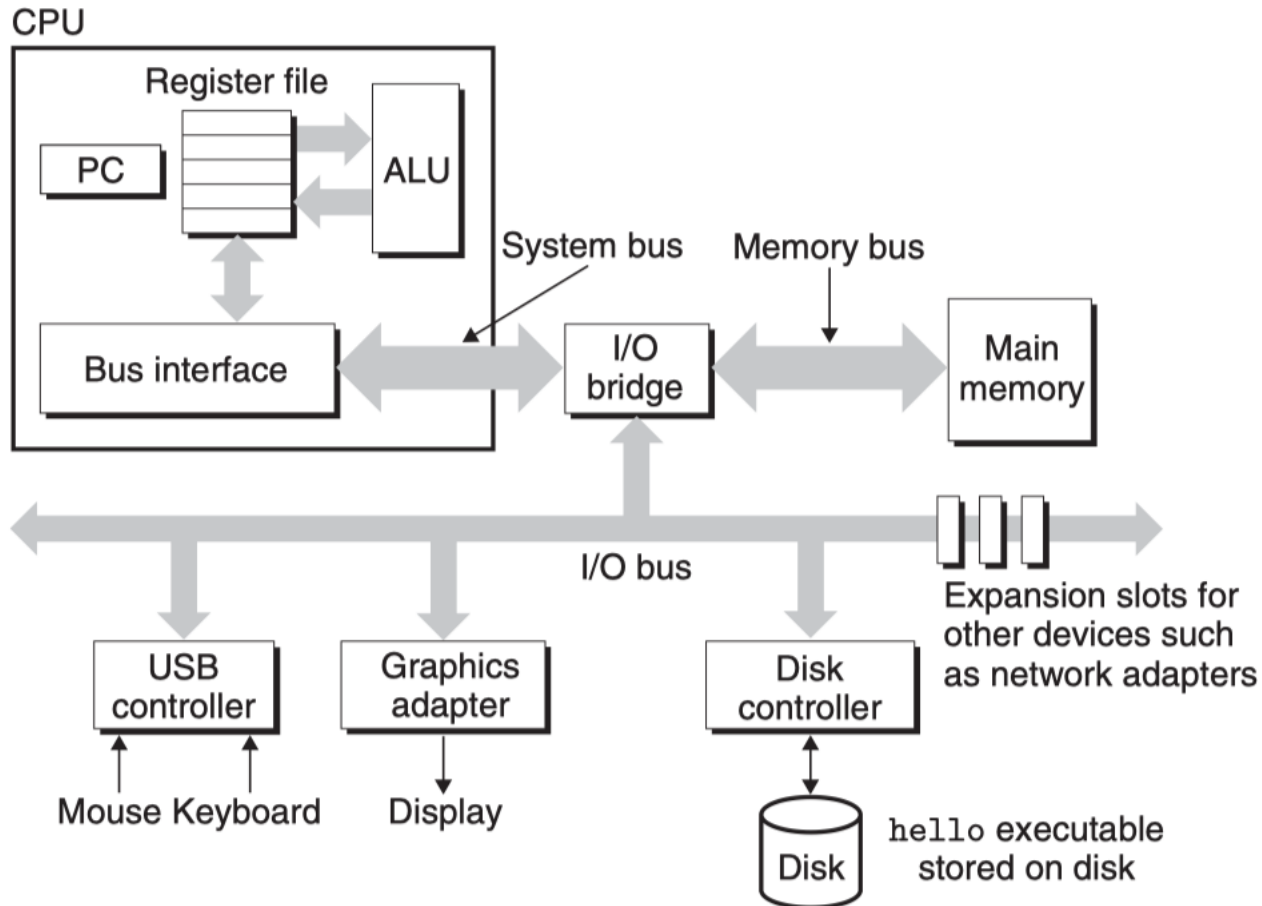 CPU
Register file
PC
ALU
System bus
Memory bus
Bus interface
I/O
bridge
Main
memory
I/O bus
Expansion slots for
other devices such
as network adapters
USB
controller
Graphics
adapter
Disk
controller
Mouse Keyboard
Display
Disk
hello executable
stored on disk